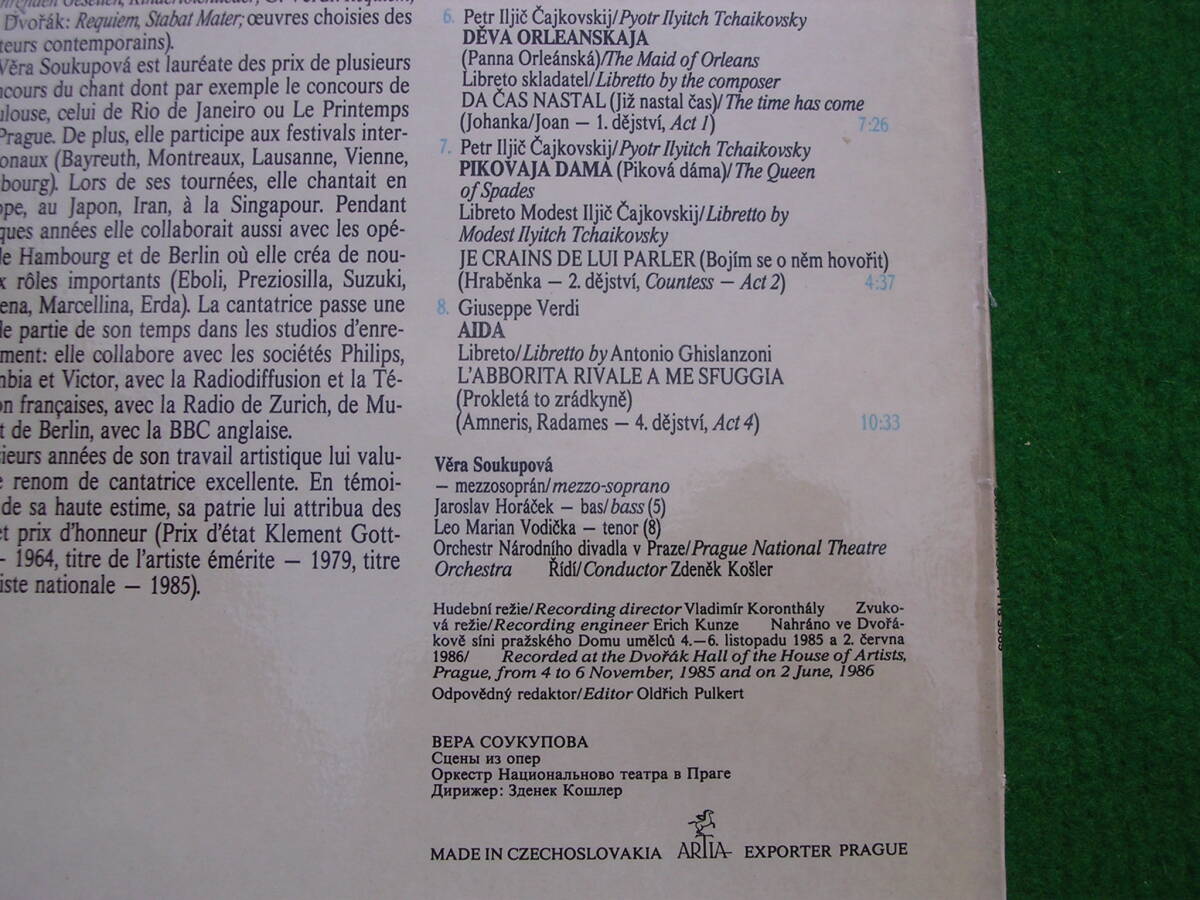 Dvořák: Requiem, Stabat Mater; œuvres choisies des
teurs contemporains).
Věra Soukupová est lauréate des prix de plusieurs
cours du chant dont par exemple le concours de
ulouse, celui de Rio de Janeiro ou Le Printemps
Prague. De plus, elle participe aux festivals inter-
onaux (Bayreuth, Montreaux, Lausanne, Vienne,
bourg). Lors de ses tournées, elle chantait en
ope, au Japon, Iran, à la Singapour. Pendant
ques années elle collaborait aussi avec les opé-
le Hambourg et de Berlin où elle créa de nou-
x rôles importants (Eboli, Preziosilla, Suzuki,
ena, Marcellina, Erda). La cantatrice passe une
le partie de son temps dans les studios d'enre-
ment: elle collabore avec les sociétés Philips,
mbia et Victor, avec la Radiodiffusion et la Té-
on françaises, avec la Radio de Zurich, de Mu-
t de Berlin, avec la BBC anglaise.
sieurs années de son travail artistique lui valu-
e renom de cantatrice excellente. En témoi-
de sa haute estime, sa patrie lui attribua des
et prix d'honneur (Prix d'état Klement Gott-
– 1964, titre de l'artiste émérite – 1979, titre
iste nationale – 1985).
6. Petr Iljič Čajkovskij/Pyotr Ilyitch Tchaikovsky
DĚVA ORLEANSKAJA
(Panna Orleánská)/The Maid of Orleans
Libreto skladatel/Libretto by the composer
DA ČAS NASTAL (Již nastal čas)/The time has come
(Johanka/Joan – 1. dějství, Act 1) 7:26
7. Petr Iljič Čajkovskij/Pyotr Ilyitch Tchaikovsky
PIKOVAJA DAMA (Piková dáma)/The Queen
of Spades
Libreto Modest Iljič Čajkovskij/Libretto by
Modest Ilyitch Tchaikovsky
JE CRAINS DE LUI PARLER (Bojím se o něm hovořit)
(Hraběnka – 2. dějství, Countess – Act 2) 4:37
8. Giuseppe Verdi
AIDA
Libreto/Libretto by Antonio Ghislanzoni
L'ABBORITA RIVALE A ME SFUGGIA
(Prokletá to zrádkyně)
(Amneris, Radames – 4. dějství, Act 4) 10:33
Věra Soukupová
– mezzosoprán/mezzo-soprano
Jaroslav Horáček – bas/bass (5)
Leo Marian Vodička – tenor (8)
Orchestr Národního divadla v Praze/Prague National Theatre
Orchestra Řídí/Conductor Zdeněk Košler
Hudební režie/Recording director Vladimír Koronthály Zvuko-
vá režie/Recording engineer Erich Kunze Nahráno ve Dvořá-
kově síni pražského Domu umělců 4.–6. listopadu 1985 a 2. června
1986/ Recorded at the Dvořák Hall of the House of Artists,
Prague, from 4 to 6 November, 1985 and on 2 June, 1986
Odpovědný redaktor/Editor Oldřich Pulkert
ВЕРА СОУКУПОВА
Сцены из опер
Оркестр Национальново театра в Праге
Дирижер: Зденек Кошлер
MADE IN CZECHOSLOVAKIA ARTIA EXPORTER PRAGUE